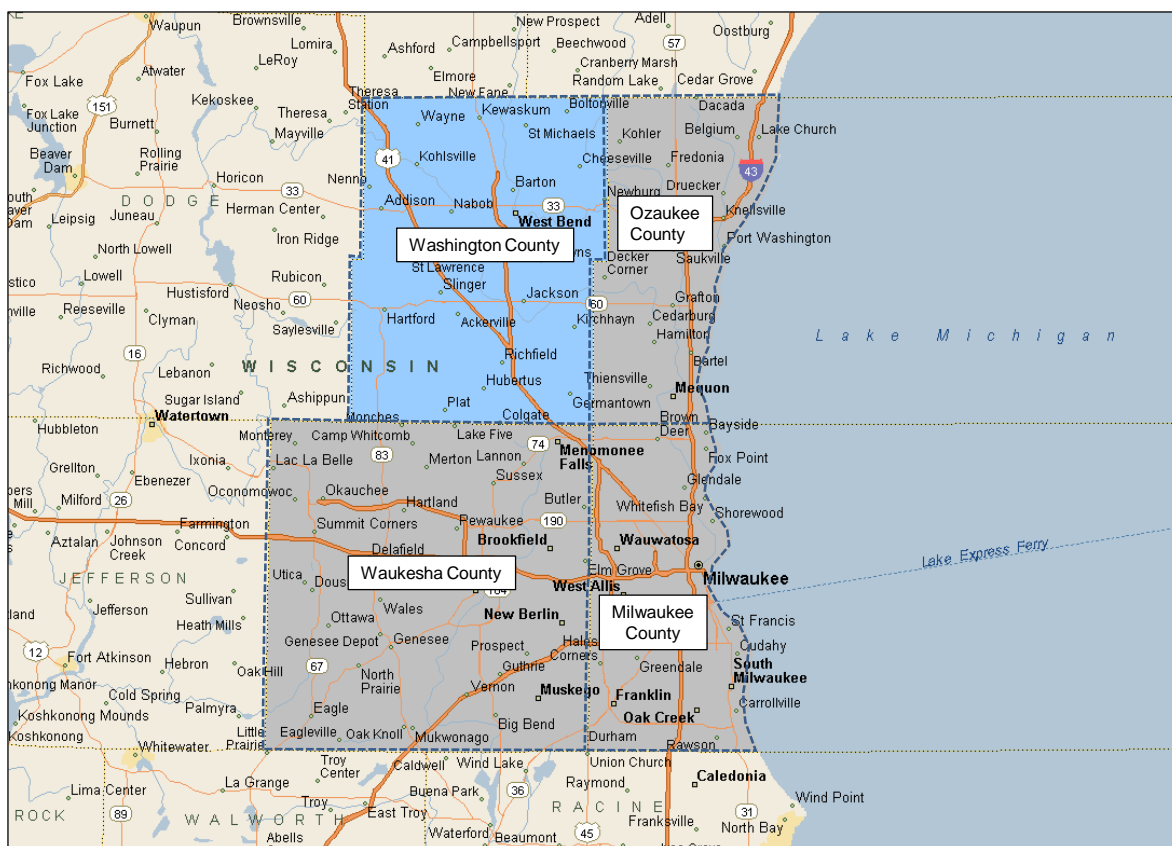 Waupun
Brownsville
New Prospect
Adell
Oostburg
Lomira
Ashford
Campbellsport
Beechwood
57
Fox Lake
Atwater
LeRoy
Elmore
New Fane
Cranberry Marsh
Random Lake
Cedar Grove
151
Kekoskee
Theresa
Station
Theresa
Wayne
Kewaskum
Boltonville
Dacada
Fox Lake
Junction
Burnett
Mayville
St Michaels
Kohler
Belgium
Lake Church
Beaver
Dam
Rolling
Prairie
41
Kohlsville
Cheeseville
Fredonia
43
Horicon
Nenno
Barton
Newburg
Druecker
D O D G E
33
Addison
Nabob
33
Knellsville
Leipsig
Juneau
Herman Center
West Bend
Ozaukee
County
Iron Ridge
Washington County
Port Washington
North Lowell
Decker
Corner
Saukville
Lowell
Rubicon
St Lawrence
Hustisford
Slinger
Jackson
Grafton
Reeseville
Clyman
Neosho
60
Hartford
Ackerville
60
Kirchhayn
Cedarburg
Saylesville
Hamilton
Lake Michigan
16
Richfield
Bartel
Richwood
Lebanon
W I S C O N S I N
Hubertus
Thiensville
Mequon
Sugar Island
Ashippun
Plat
Germantown
Watertown
Monches
Colgate
Brown
Deer
Bayside
Hubbleton
Monterey
Camp Whitcomb
Lake Five
74
Menomonee
Falls
Fox Point
Grellton
Ixonia
Lac La Belle
83
Merton
Lannon
Glendale
Ebenezer
Oconomowoc
Okauchee
Sussex
Milford
26
Hartland
Butler
Whitefish Bay
Shorewood
Farmington
Summit Corners
Pewaukee
190
Aztalan
Johnson
Creek
Concord
Delafield
Brookfield
Wauwatosa
Lake Express Ferry
JEFFERSON
Waukesha County
Elm Grove
Milwaukee
Utica
West Allis
Sullivan
Jefferson
Wales
Milwaukee
County
Heath Mills
Ottawa
New Berlin
St Francis
12
Genesee Depot
Genesee
Hales
Corners
Cudahy
Fort Atkinson
Hebron
Oak Hill
67
Prospect
Greendale
South
Milwaukee
North
Prairie
Guthrie
Cold Spring
Vernon
Muskego
Franklin
Koshkonong Mounds
Palmyra
Eagle
Oak Creek
Carrollville
Koshkonong
Little
Prairie
Eagleville
Oak Knoll
Mukwonago
Big Bend
Durham
Rawson
Whitewater
Troy
Center
Caldwell
Wind Lake
Union Church
La Grange
Raymond
Caledonia
Lima Center
Troy
Buena Park
36
R A C I N E
Wind Point
ROCK
89
W A L W O R T H
East Troy
31
Waterford
45
Franksville
North Bay
Abells
Beaumont